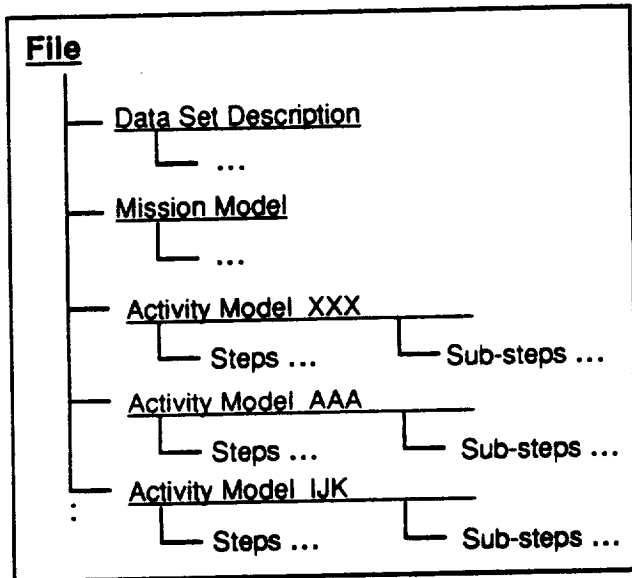 File
Data Set Description
...
Mission Model
...
Activity Model XXX
Steps ... Sub-steps ...
Activity Model AAA
Steps ... Sub-steps ...
Activity Model IJK
Steps ... Sub-steps ...